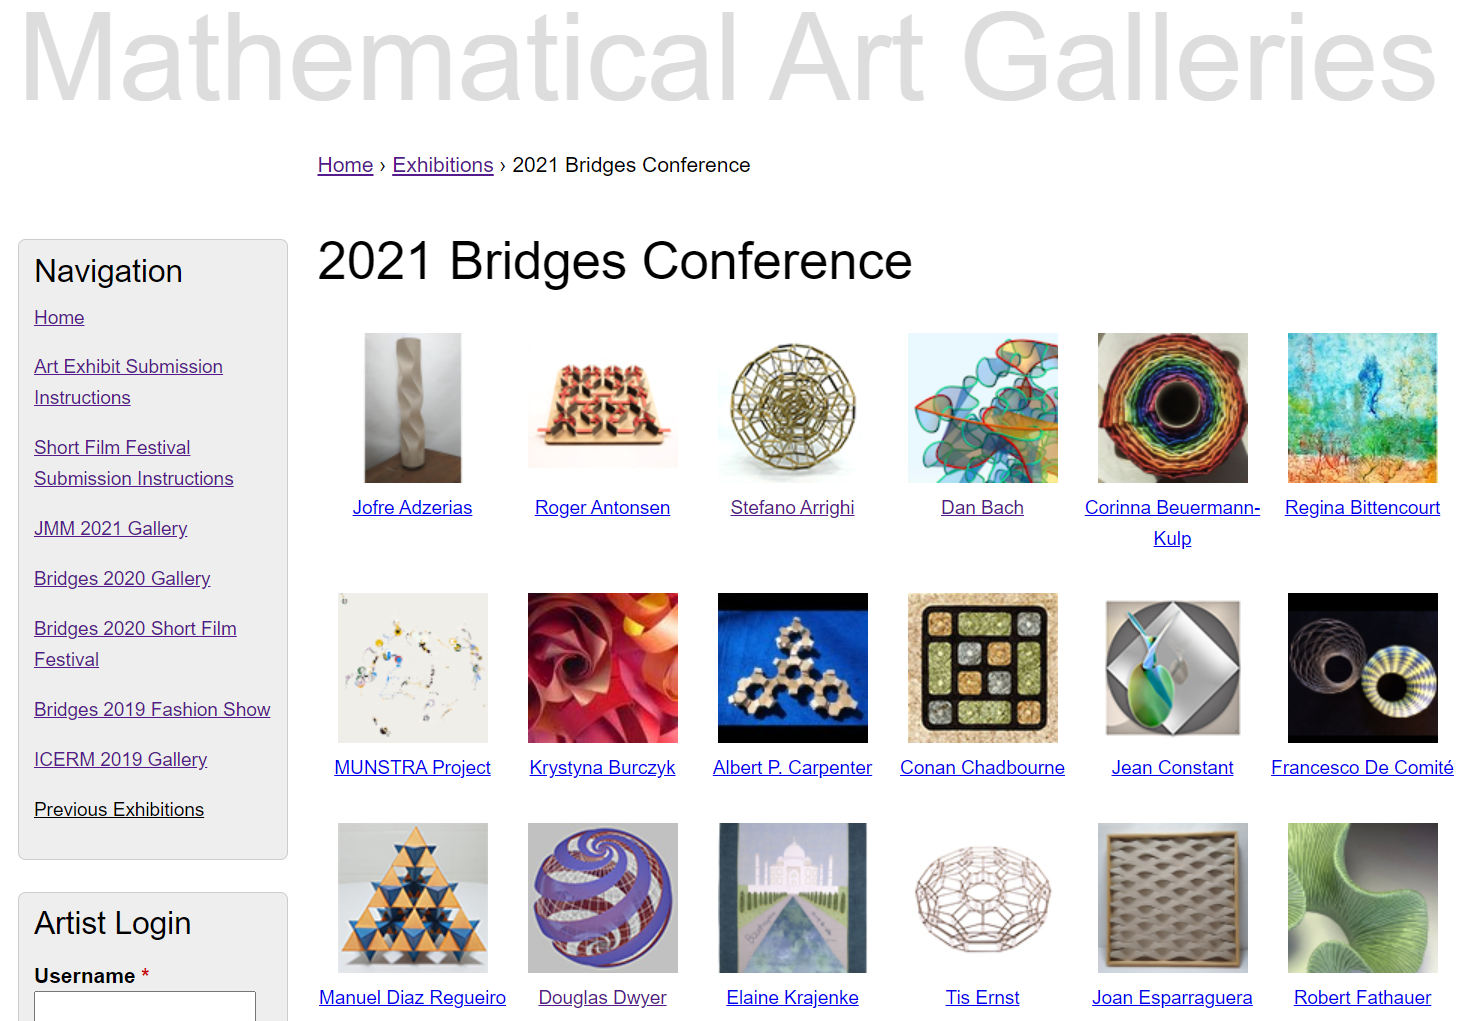 Mathematical Art Galleries
Home › Exhibitions › 2021 Bridges Conference
Navigation
Home
Art Exhibit Submission
Instructions
Short Film Festival
Submission Instructions
JMM 2021 Gallery
Bridges 2020 Gallery
Bridges 2020 Short Film
Festival
Bridges 2019 Fashion Show
ICERM 2019 Gallery
Previous Exhibitions
Artist Login
Username *
2021 Bridges Conference
Jofre Adzerias
Roger Antonsen
Stefano Arrighi
Dan Bach
Corinna Beuermann-
Kulp
Regina Bittencourt
MUNSTRA Project
Krystyna Burczyk
Albert P. Carpenter
Conan Chadbourne
Jean Constant
Francesco De Comité
Manuel Diaz Regueiro
Douglas Dwyer
Elaine Krajenke
Tis Ernst
Joan Esparraguera
Robert Fathauer